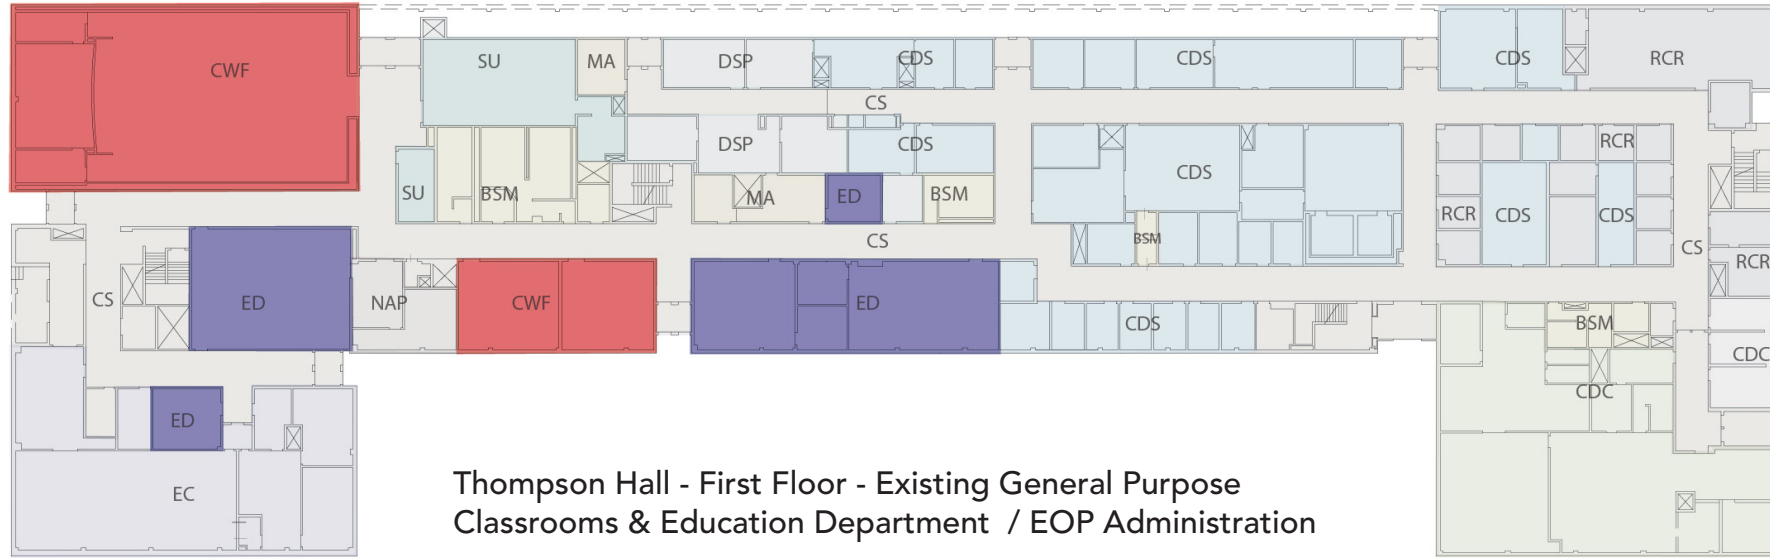 CWF
SU
MA
DSP
CDS
CDS
CDS
RCR
CS
DSP
CDS
CDS
RCR
SU
BSM
MA
ED
BSM
RCR
CDS
CDS
CS
BSM
CS
RCR
CS
ED
NAP
CWF
ED
CDS
BSM
CDC
CDC
ED
EC
Thompson Hall - First Floor - Existing General Purpose
Classrooms & Education Department / EOP Administration